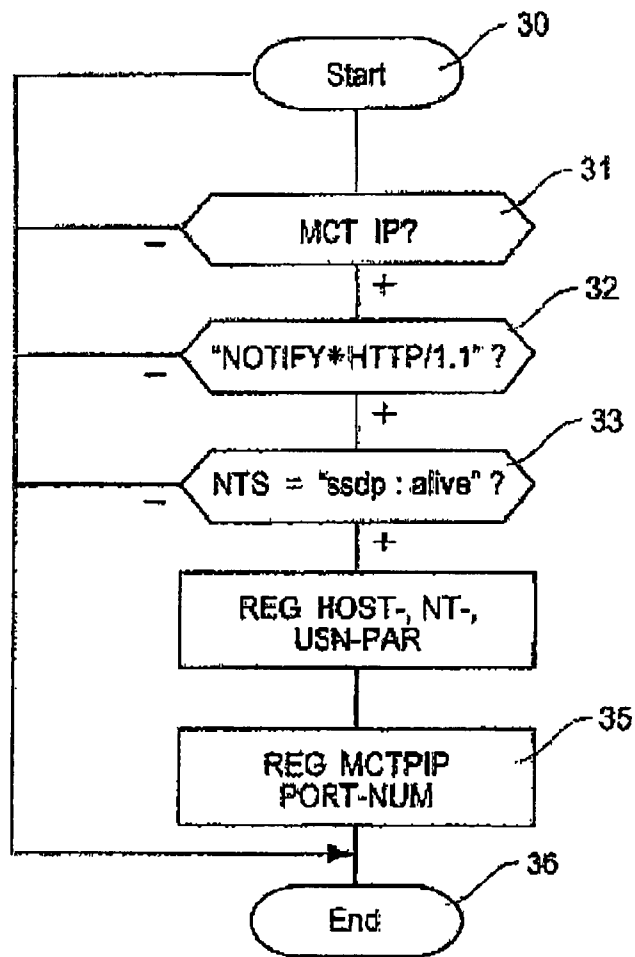 30
Start
31
MCT IP?
−
+
32
"NOTIFY*HTTP/1.1" ?
−
+
33
NTS = "ssdp : alive" ?
−
+
REG HOST-, NT-,
USN-PAR
35
REG MCTPIP
PORT-NUM
36
End